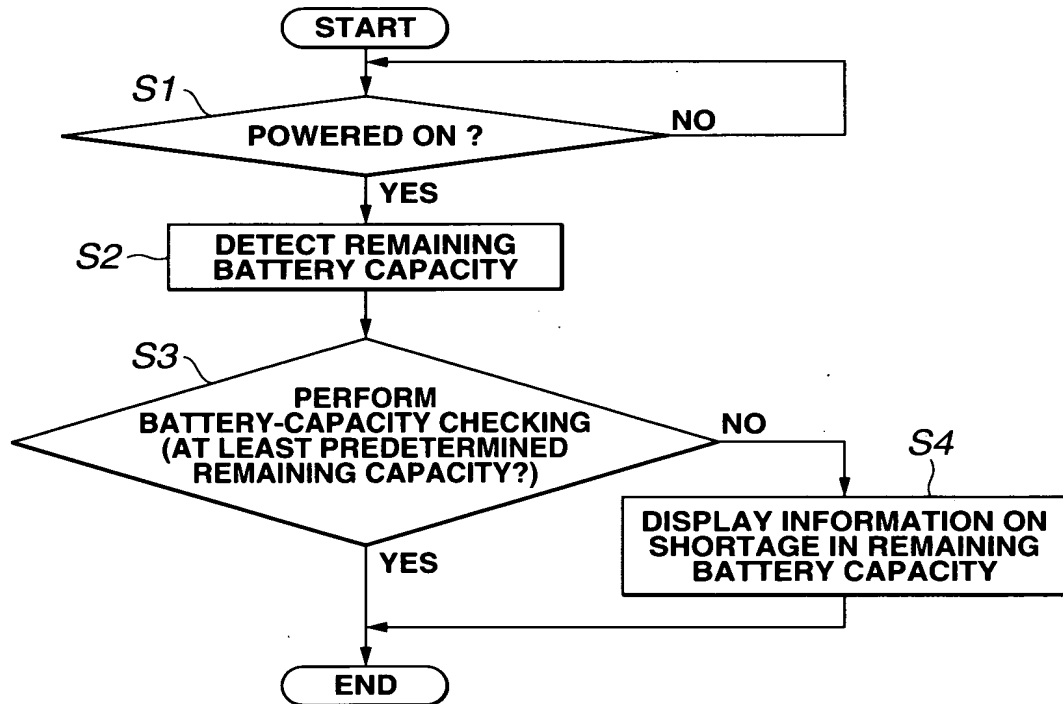 START
S1
POWERED ON ?
NO
YES
S2
DETECT REMAINING
BATTERY CAPACITY
S3
PERFORM
BATTERY-CAPACITY CHECKING
(AT LEAST PREDETERMINED
REMAINING CAPACITY?)
NO
S4
DISPLAY INFORMATION ON
SHORTAGE IN REMAINING
BATTERY CAPACITY
YES
END